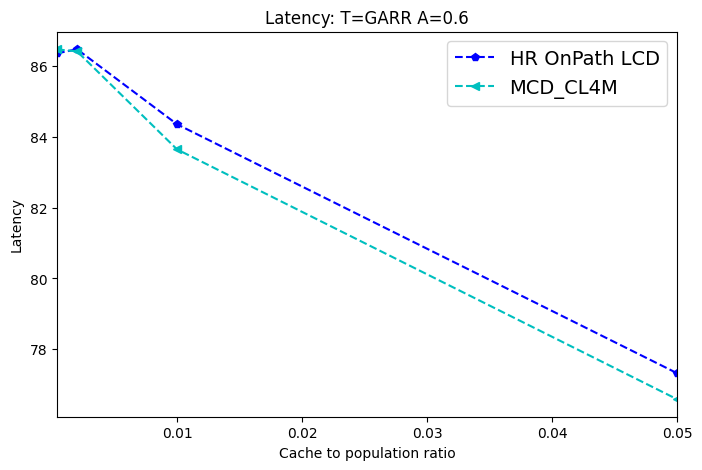 Latency: T=GARR A=0.6
HR OnPath LCD
MCD_CL4M
86
84
82
80
78
Latency
0.01
0.02
0.03
0.04
0.05
Cache to population ratio